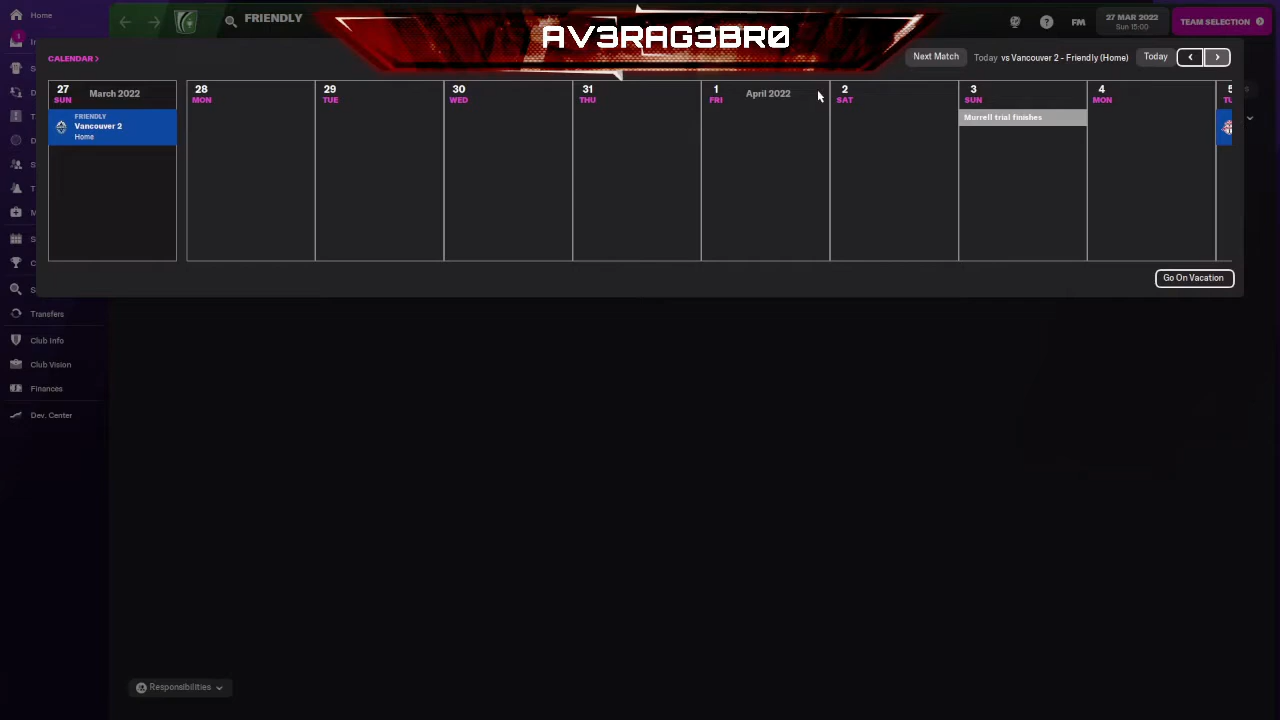 Home
FRIENDLY
AV3RAG3BR0
FM
27 MAR 2022
Sun 15:00
TEAM SELECTION
1
CALENDAR >
Next Match
Today vs Vancouver 2 - Friendly (Home)
Today
27 SUN March 2022
28 MON
29 TUE
30 WED
31 THU
1 FRI April 2022
2 SAT
3 SUN
4 MON
5
FRIENDLY
Vancouver 2
Home
Murrell trial finishes
Go On Vacation
Transfers
Club Info
Club Vision
Finances
Dev. Center
Responsibilities